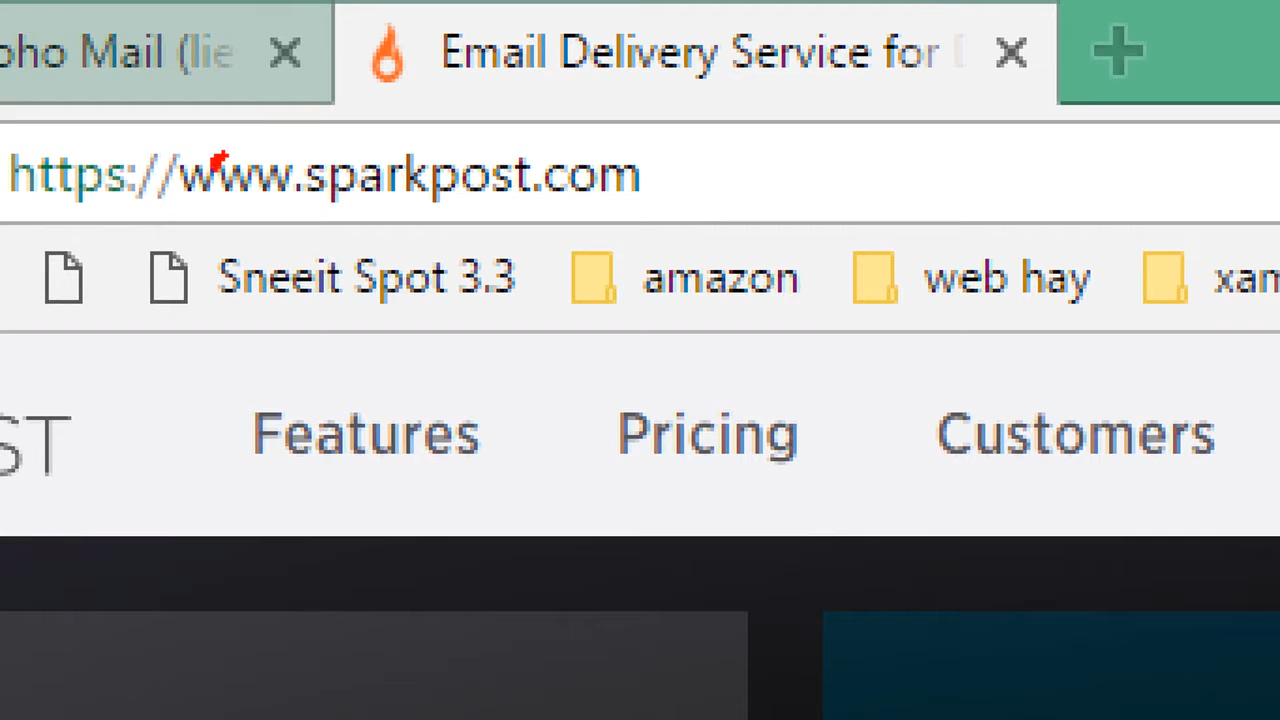 oho Mail (lie Email Delivery Service for
https://www.sparkpost.com
Sneeit Spot 3.3 amazon web hay xam
ST Features Pricing Customers